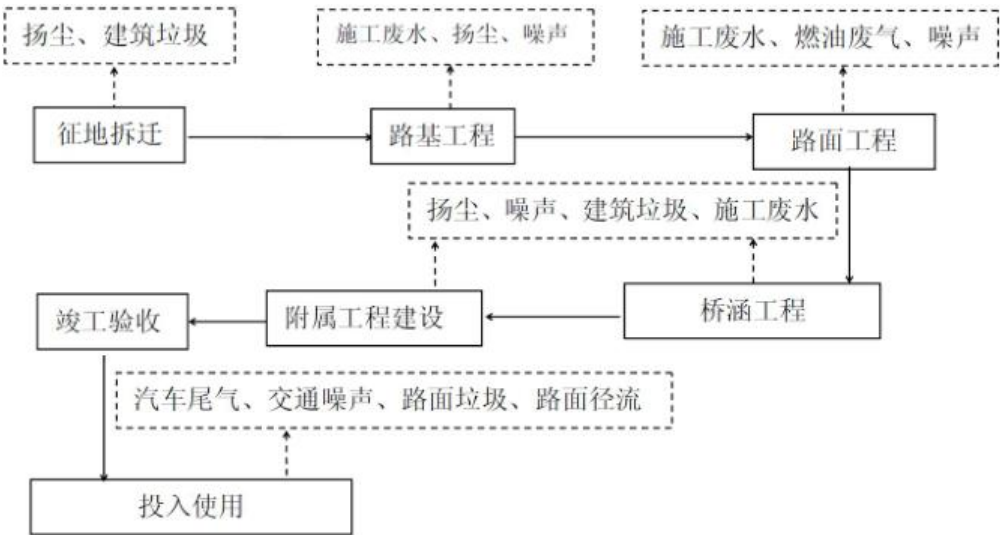 扬尘、建筑垃圾
施工废水、扬尘、噪声
施工废水、燃油废气、噪声
征地拆迁
路基工程
路面工程
扬尘、噪声、建筑垃圾、施工废水
竣工验收
附属工程建设
桥涵工程
汽车尾气、交通噪声、路面垃圾、路面径流
投入使用